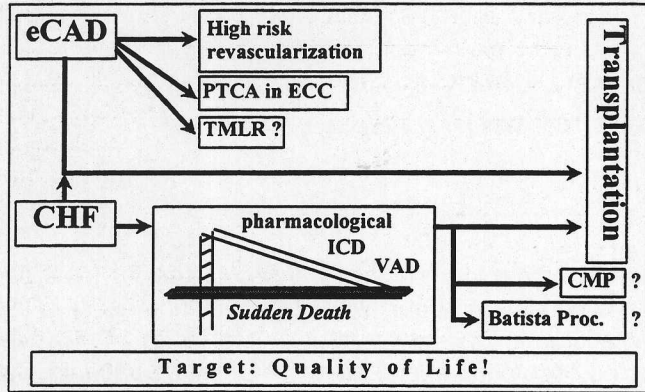 eCAD
High risk
revascularization
PTCA in ECC
TMLR ?
Transplantation
CHF
pharmacological
ICD
VAD
Sudden Death
CMP ?
Batista Proc. ?
Target: Quality of Life!